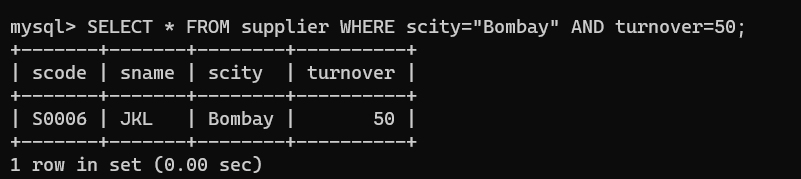 mysql> SELECT * FROM supplier WHERE scity="Bombay" AND turnover=50;
+-------+-------+--------+----------+
| scode | sname | scity  | turnover |
+-------+-------+--------+----------+
| S0006 | JKL   | Bombay |       50 |
+-------+-------+--------+----------+
1 row in set (0.00 sec)